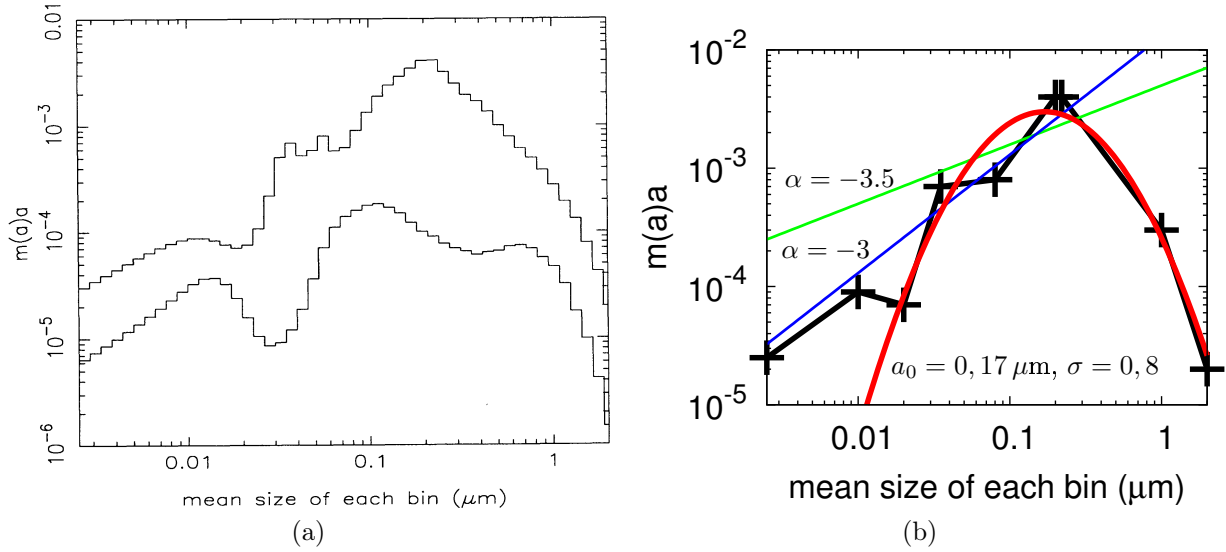 0.01
10⁻³
10⁻⁴
10⁻⁵
10⁻⁶
m(a)a
0.01
0.1
1
mean size of each bin (μm)
(a)
10⁻²
10⁻³
10⁻⁴
10⁻⁵
m(a)a
α = −3.5
α = −3
a₀ = 0, 17 μm, σ = 0, 8
0.01
0.1
1
mean size of each bin (μm)
(b)